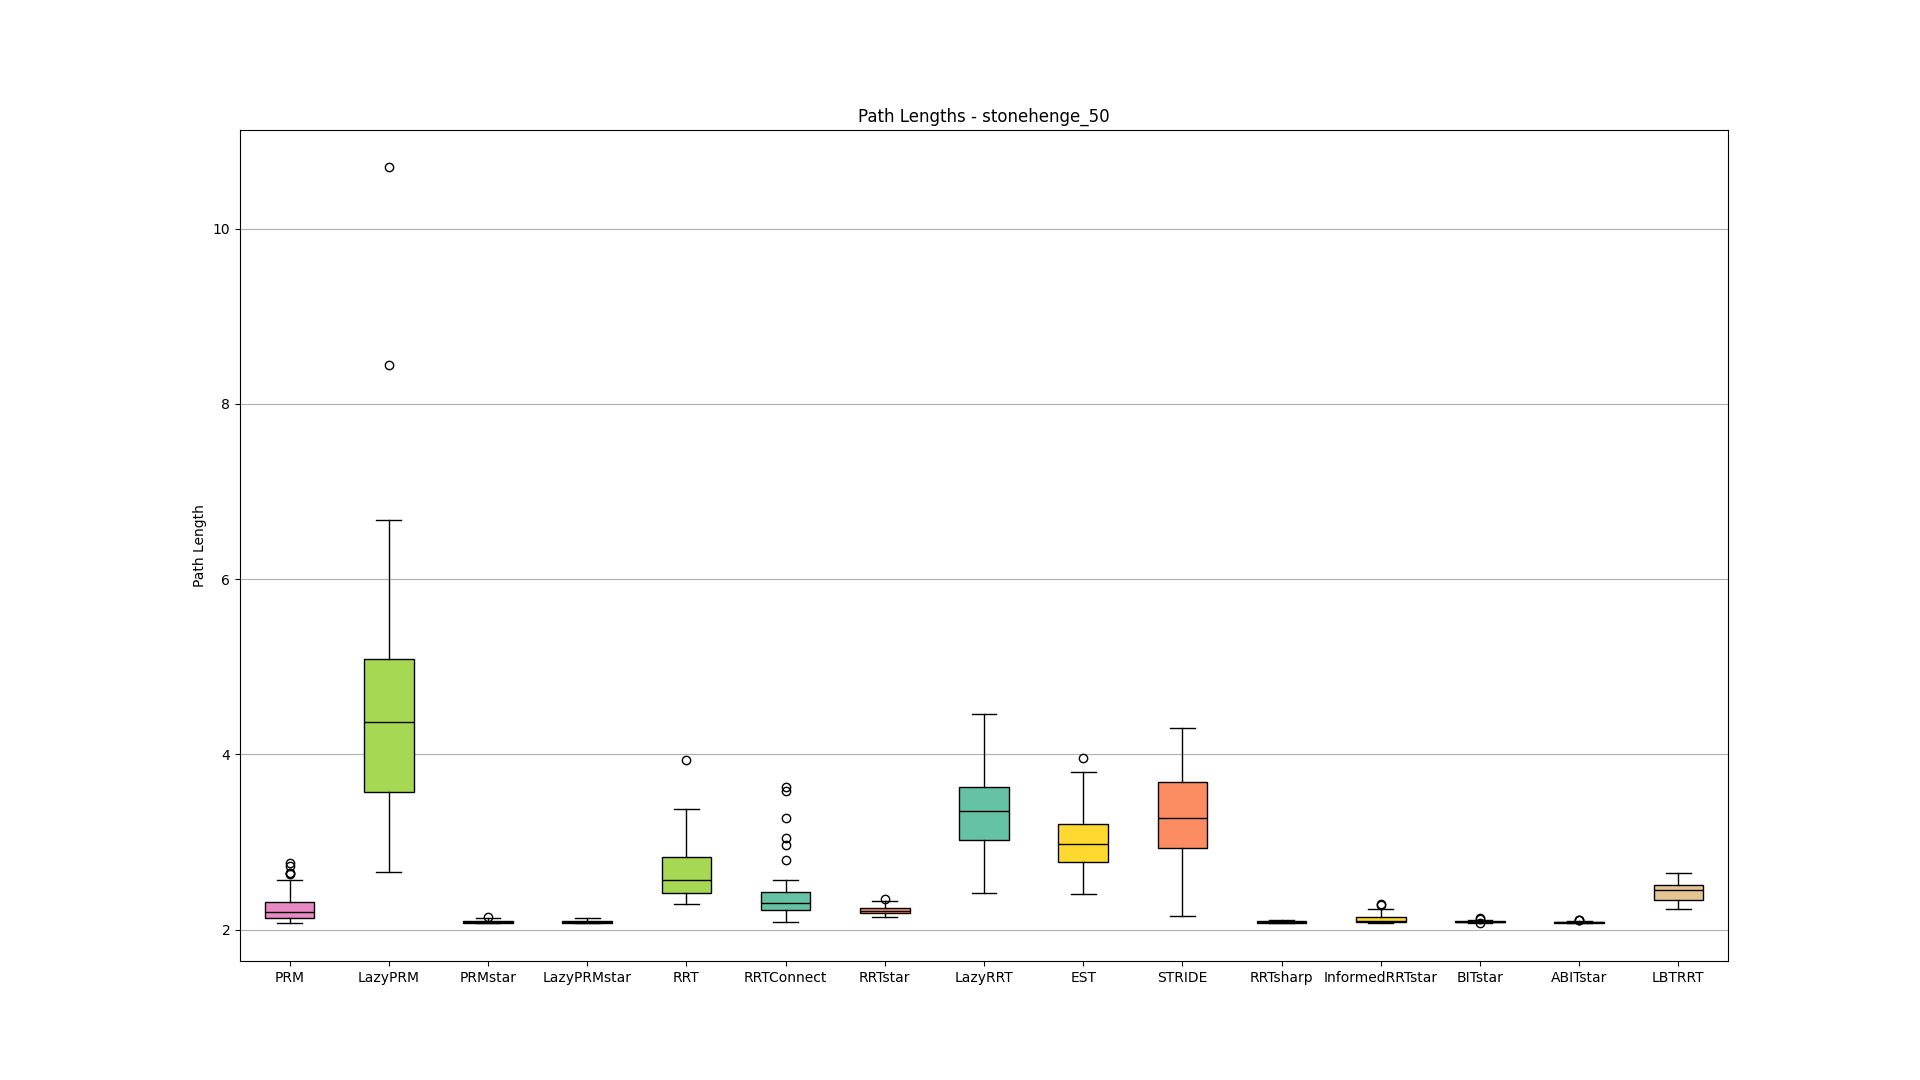 Path Lengths - stonehenge_50
Path Length
10
8
6
4
2
PRM LazyPRM PRMstar LazyPRMstar RRT RRTConnect RRTstar LazyRRT EST STRIDE RRTsharp InformedRRTstar BITstar ABITstar LBTRRT